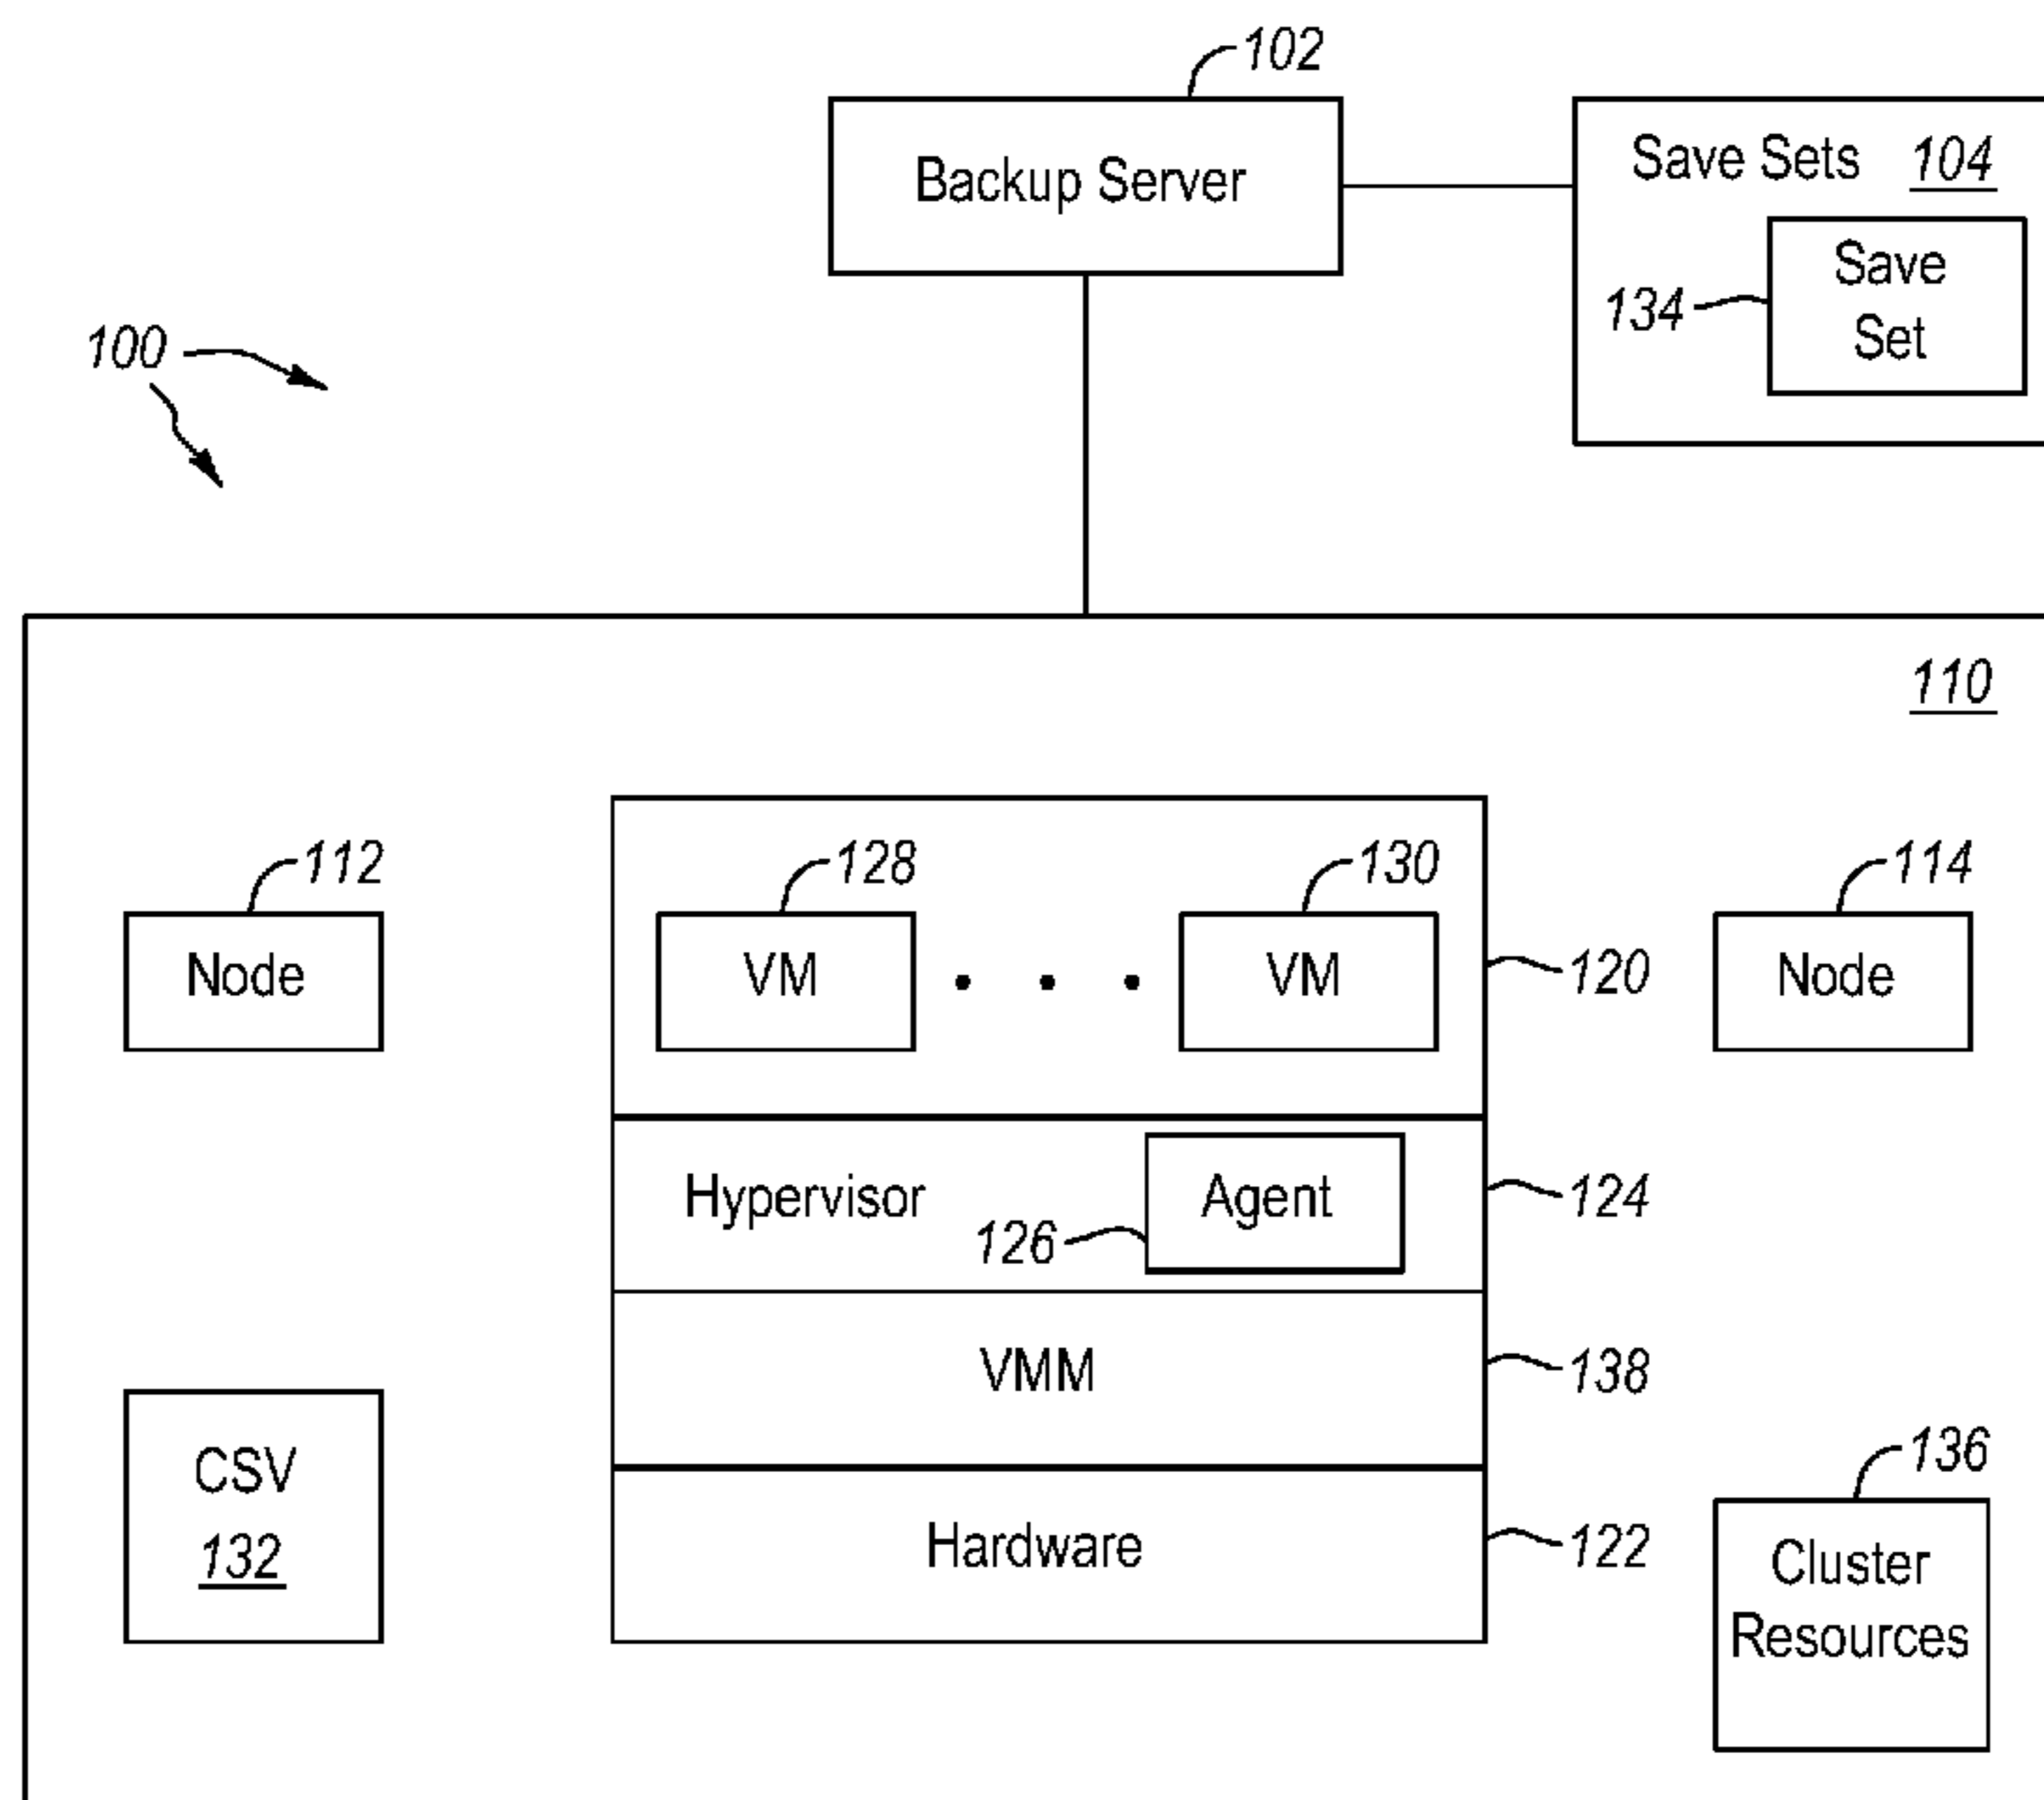 102
Backup Server
Save Sets 104
Save
Set
134
100
110
112
128
130
114
Node
VM . . . VM
120
Node
Hypervisor
Agent
124
126
VMM
138
CSV
132
136
Hardware
122
Cluster
Resources